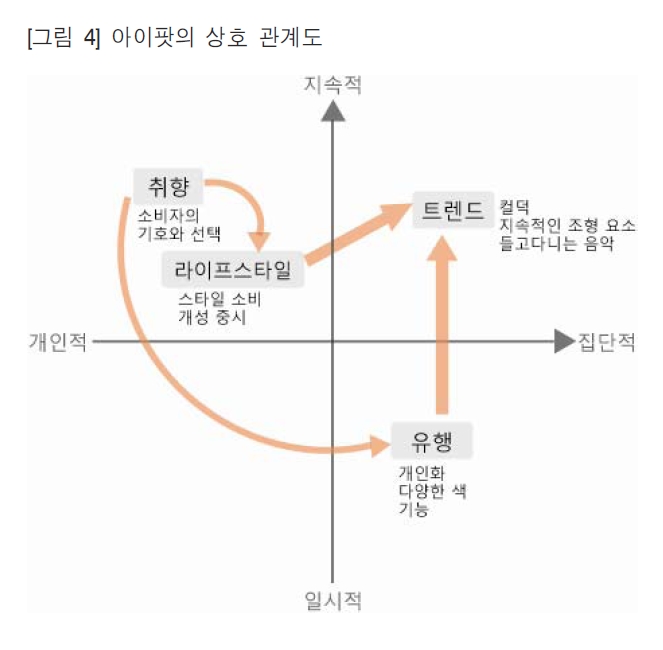 [그림 4] 아이팟의 상호 관계도
지속적
취향
소비자의
기호와 선택
트렌드
컬덕
지속적인 조형 요소
들고다니는 음악
라이프스타일
스타일 소비
개성 중시
개인적
집단적
유행
개인화
다양한 색
기능
일시적